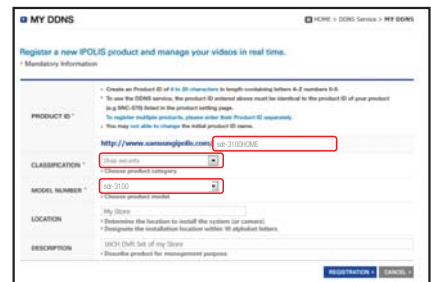 MY DDNS
HOME > DDNS Service > MY DDNS
Register a new IPOLIS product and manage your videos in real time.
* Mandatory Information
PRODUCT ID *
• Create an Product ID of 4 to 20 characters in length containing letters A-Z numbers 0-9.
• To use the DDNS service, the product ID entered above must be identical to the product ID of your product
(e.g SNC-570) listed in the product setting page.
To register multiple products, please enter their Product ID separately.
• You may not able to change the initial product ID name.
http://www.samsungipolis.com/ sdr-3100HOME
CLASSIFICATION *
Shop security
• Choose product category
MODEL NUMBER *
sdr-3100
• Choose product model
LOCATION
My Store
• Determine the location to install the system (or camera)
• Designate the installation location within 10 alphabet letters.
DESCRIPTION
16CH DVR Set of my Store
• Describe product for management purpose
REGISTRATION > CANCEL >